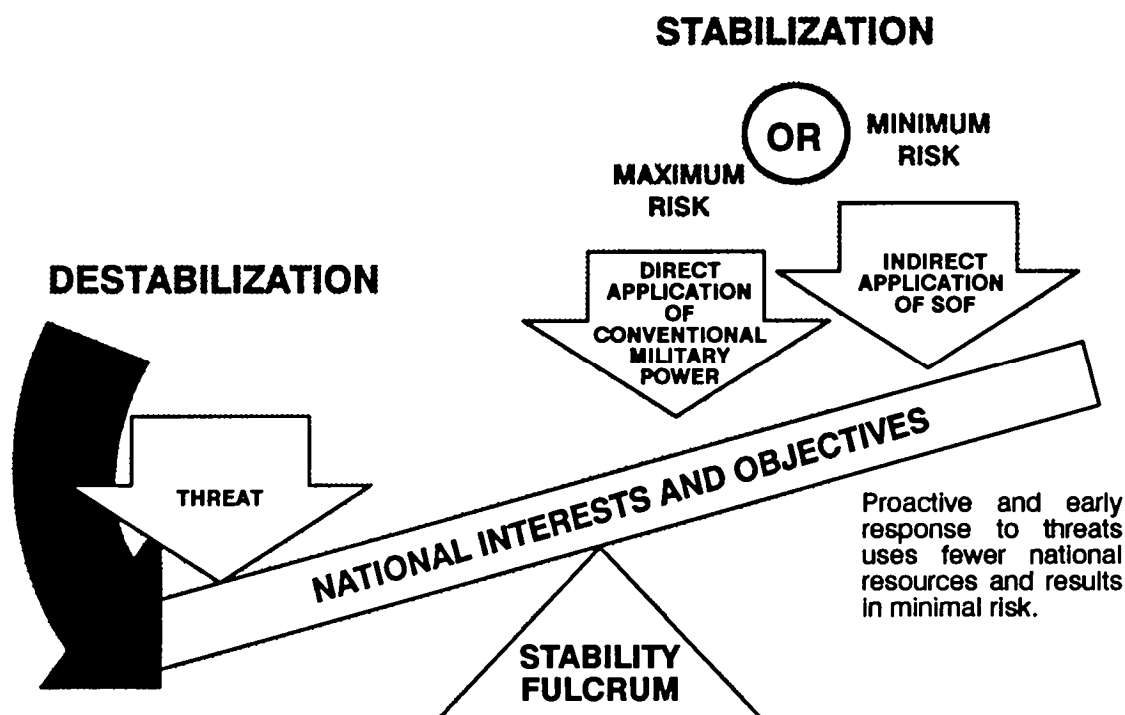 STABILIZATION
OR
MINIMUM
RISK
MAXIMUM
RISK
DESTABILIZATION
DIRECT
APPLICATION
OF
CONVENTIONAL
MILITARY
POWER
INDIRECT
APPLICATION
OF SOF
THREAT
NATIONAL INTERESTS AND OBJECTIVES
Proactive and early
response to threats
uses fewer national
resources and results
in minimal risk.
STABILITY
FULCRUM